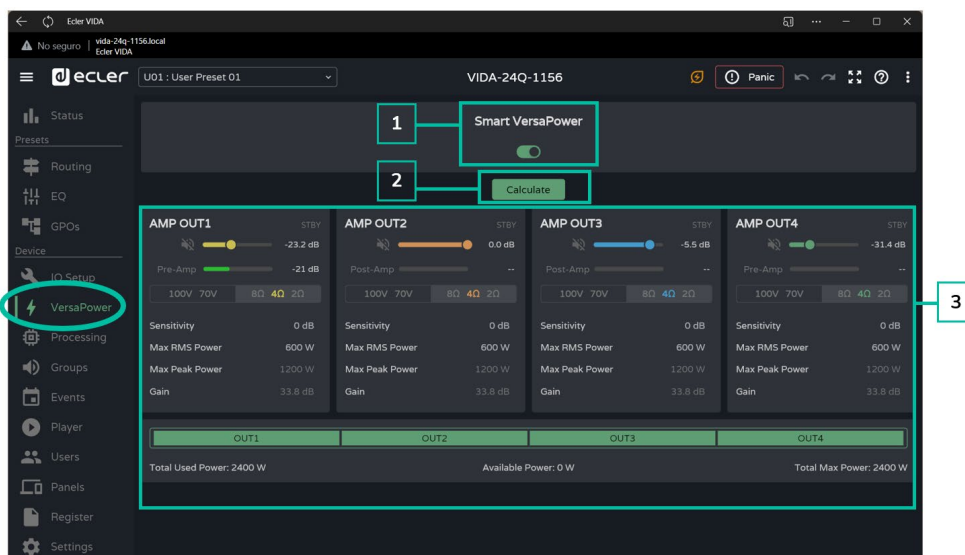 Ecler VIDA
No seguro
vida-24q-1156.local
Ecler VIDA
ecler
U01 : User Preset 01
VIDA-24Q-1156
Panic
Status
Presets
Routing
EQ
GPOs
Device
IO Setup
VersaPower
Processing
Groups
Events
Player
Users
Panels
Register
Settings
1
Smart VersaPower
2
Calculate
3
AMP OUT1 STBY
-23.2 dB
Pre-Amp -21 dB
100V 70V 8Ω 4Ω 2Ω
Sensitivity 0 dB
Max RMS Power 600 W
Max Peak Power 1200 W
Gain 33.8 dB
AMP OUT2 STBY
0.0 dB
Post-Amp --
100V 70V 8Ω 4Ω 2Ω
Sensitivity 0 dB
Max RMS Power 600 W
Max Peak Power 1200 W
Gain 33.8 dB
AMP OUT3 STBY
-5.5 dB
Post-Amp --
100V 70V 8Ω 4Ω 2Ω
Sensitivity 0 dB
Max RMS Power 600 W
Max Peak Power 1200 W
Gain 33.8 dB
AMP OUT4 STBY
-31.4 dB
Pre-Amp --
100V 70V 8Ω 4Ω 2Ω
Sensitivity 0 dB
Max RMS Power 600 W
Max Peak Power 1200 W
Gain 33.8 dB
OUT1 OUT2 OUT3 OUT4
Total Used Power: 2400 W Available Power: 0 W Total Max Power: 2400 W